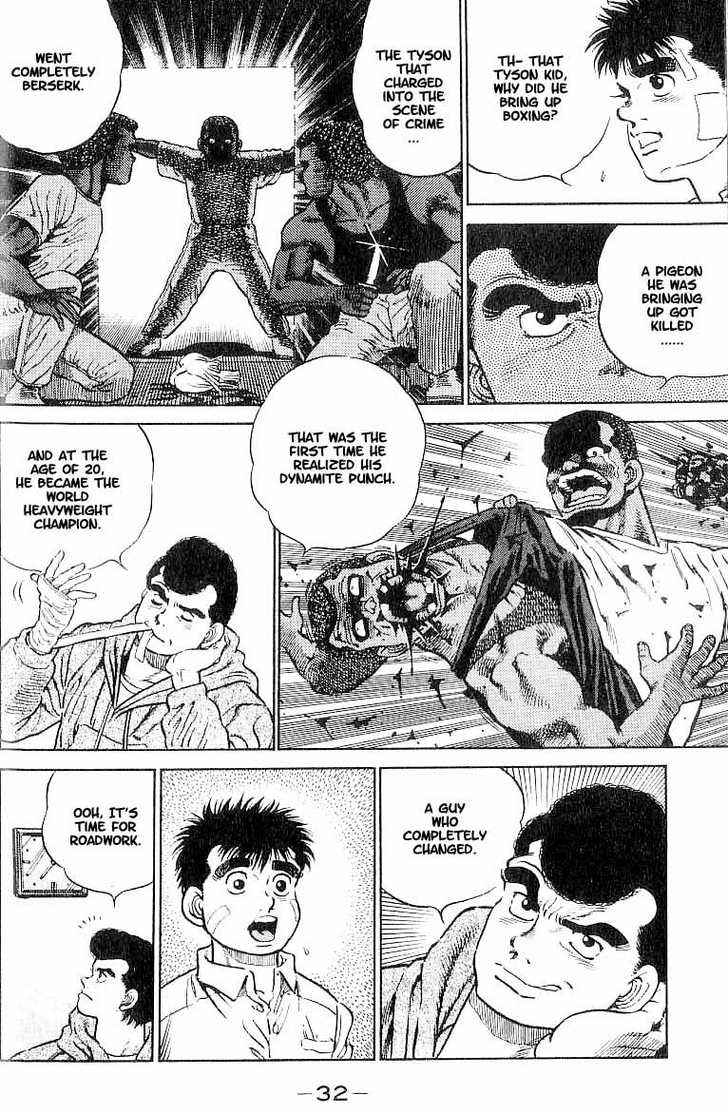 TH- THAT
TYSON KID,
WHY DID HE
BRING UP
BOXING?
A PIGEON
HE WAS
BRINGING
UP GOT
KILLED
......
THE TYSON
THAT
CHARGED
INTO THE
SCENE
OF CRIME
...
WENT
COMPLETELY
BERSERK.
THAT WAS THE
FIRST TIME HE
REALIZED HIS
DYNAMITE PUNCH.
AND AT THE
AGE OF 20,
HE BECAME THE
WORLD
HEAVYWEIGHT
CHAMPION.
A GUY
WHO
COMPLETELY
CHANGED.
OOH, IT'S
TIME FOR
ROADWORK.
-32-